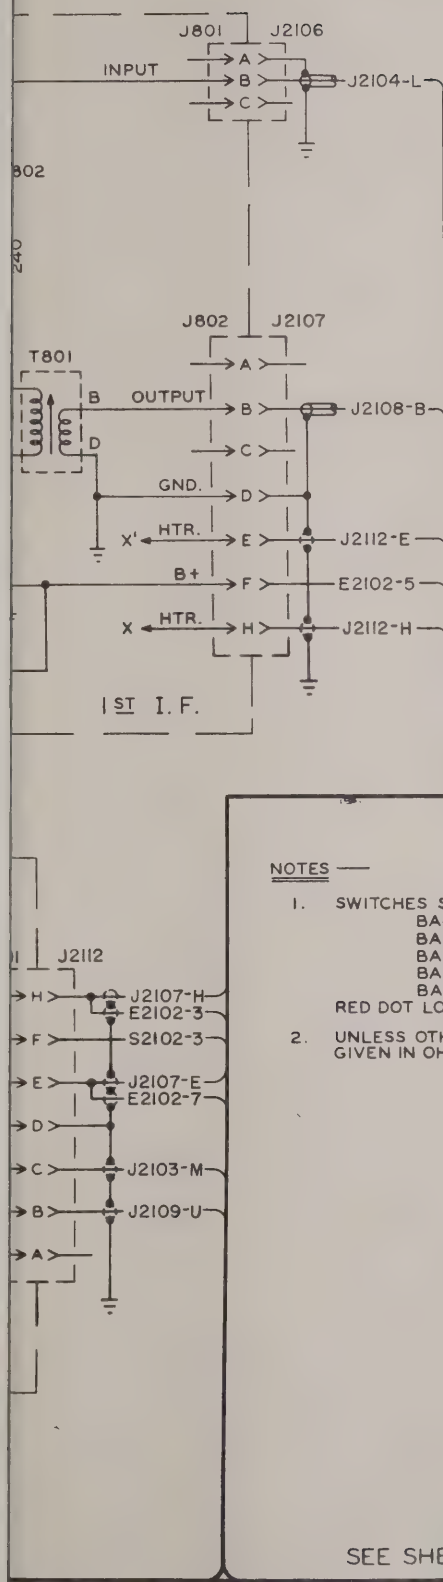 J801 J2106
A
INPUT B J2104-L
C
802
240
J802 J2107
T801
A
B OUTPUT B J2108-B
C
D GND. D
X' HTR. E J2112-E
B+ F E2102-5
X HTR. H J2112-H
1ST I.F.
NOTES —
1. SWITCHES S
BA
BA
BA
BA
BA
RED DOT LO
2. UNLESS OTH
GIVEN IN OH
1 J2112
H J2107-H
E2102-3
F S2102-3
E J2107-E
E2102-7
D
C J2103-M
B J2109-U
A
SEE SHE